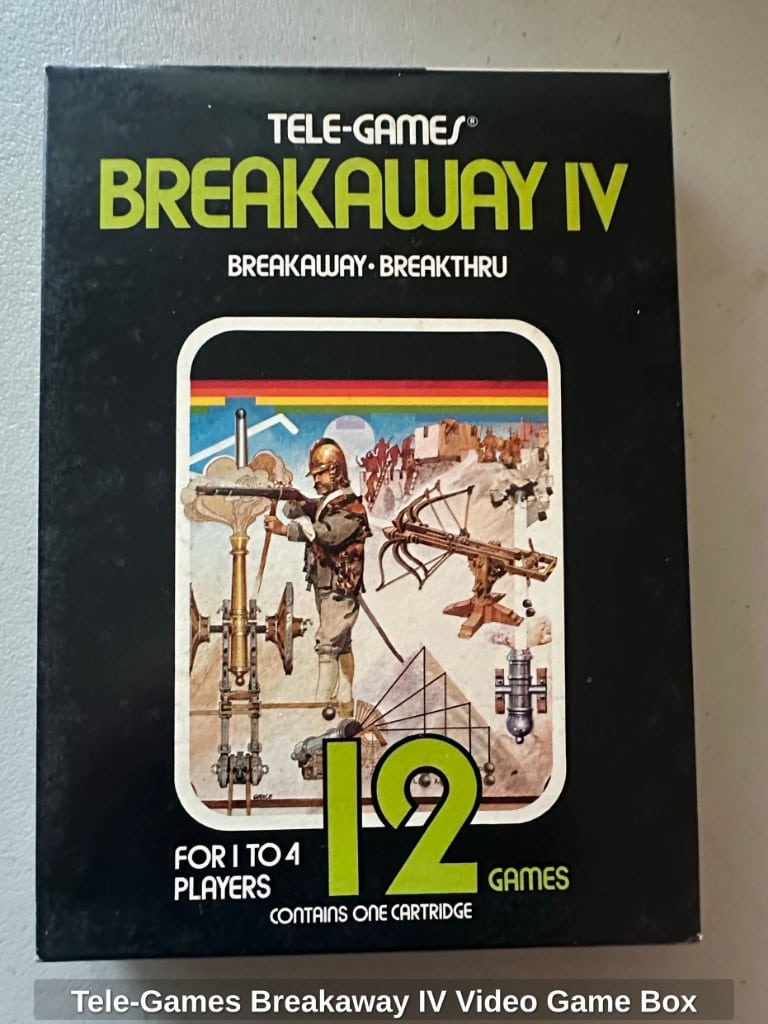 TELE-GAMES®
BREAKAWAY IV
BREAKAWAY • BREAKTHRU
FOR 1 TO 4
PLAYERS
12
GAMES
CONTAINS ONE CARTRIDGE
Tele-Games Breakaway IV Video Game Box